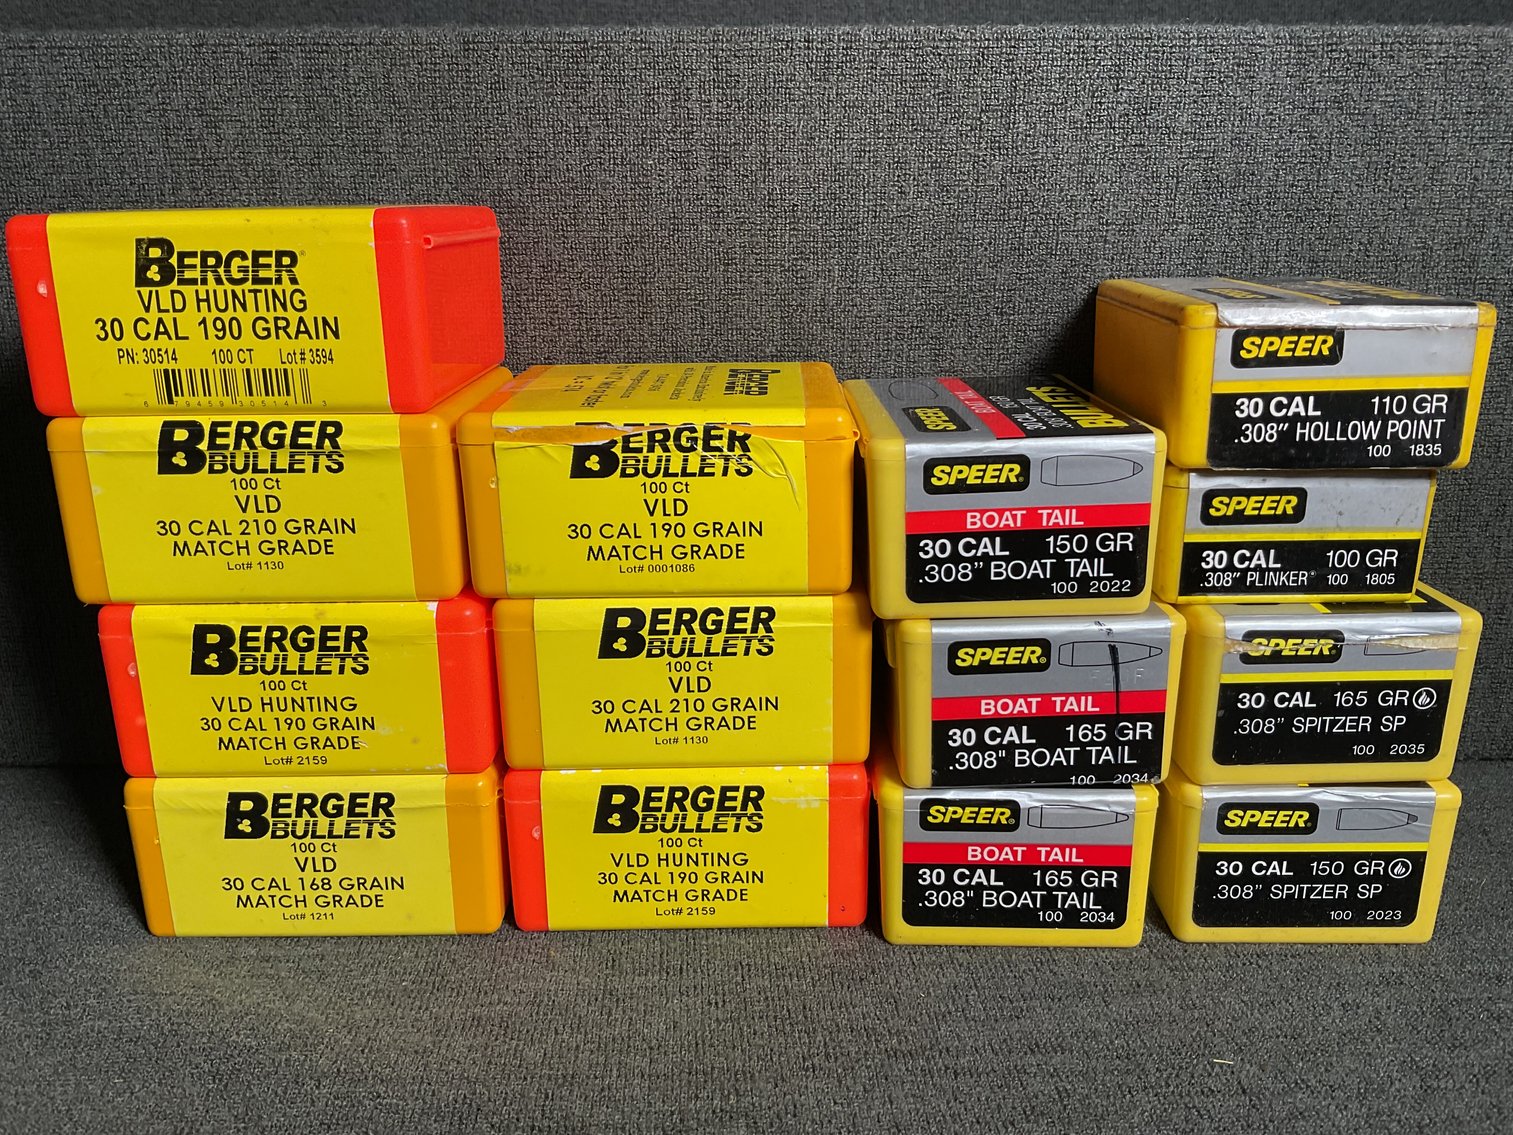 BERGER®
VLD HUNTING
30 CAL 190 GRAIN
PN: 30514 100 CT Lot# 3594
6 79459 30514 3
BERGER
BULLETS
100 Ct
VLD
30 CAL 210 GRAIN
MATCH GRADE
Lot# 1130
BERGER
BULLETS
100 Ct
VLD HUNTING
30 CAL 190 GRAIN
MATCH GRADE
Lot# 2159
BERGER
BULLETS
100 Ct
VLD
30 CAL 168 GRAIN
MATCH GRADE
Lot# 1211
BERGER
BULLETS
100 Ct
VLD
30 CAL 190 GRAIN
MATCH GRADE
Lot# 0001086
BERGER
BULLETS
100 Ct
VLD
30 CAL 210 GRAIN
MATCH GRADE
Lot# 1130
BERGER
BULLETS
100 Ct
VLD HUNTING
30 CAL 190 GRAIN
MATCH GRADE
Lot# 2159
BULLETS
SPEER
BOAT TAIL
SPEER®
BOAT TAIL
30 CAL 150 GR
.308" BOAT TAIL
100 2022
SPEER®
BOAT TAIL
30 CAL 165 GR
.308" BOAT TAIL
100 2034
SPEER®
BOAT TAIL
30 CAL 165 GR
.308" BOAT TAIL
100 2034
SPEER
30 CAL 110 GR
.308" HOLLOW POINT
100 1835
SPEER
30 CAL 100 GR
.308" PLINKER® 100 1805
SPEER®
30 CAL 165 GR
.308" SPITZER SP
100 2035
SPEER®
30 CAL 150 GR
.308" SPITZER SP
100 2023